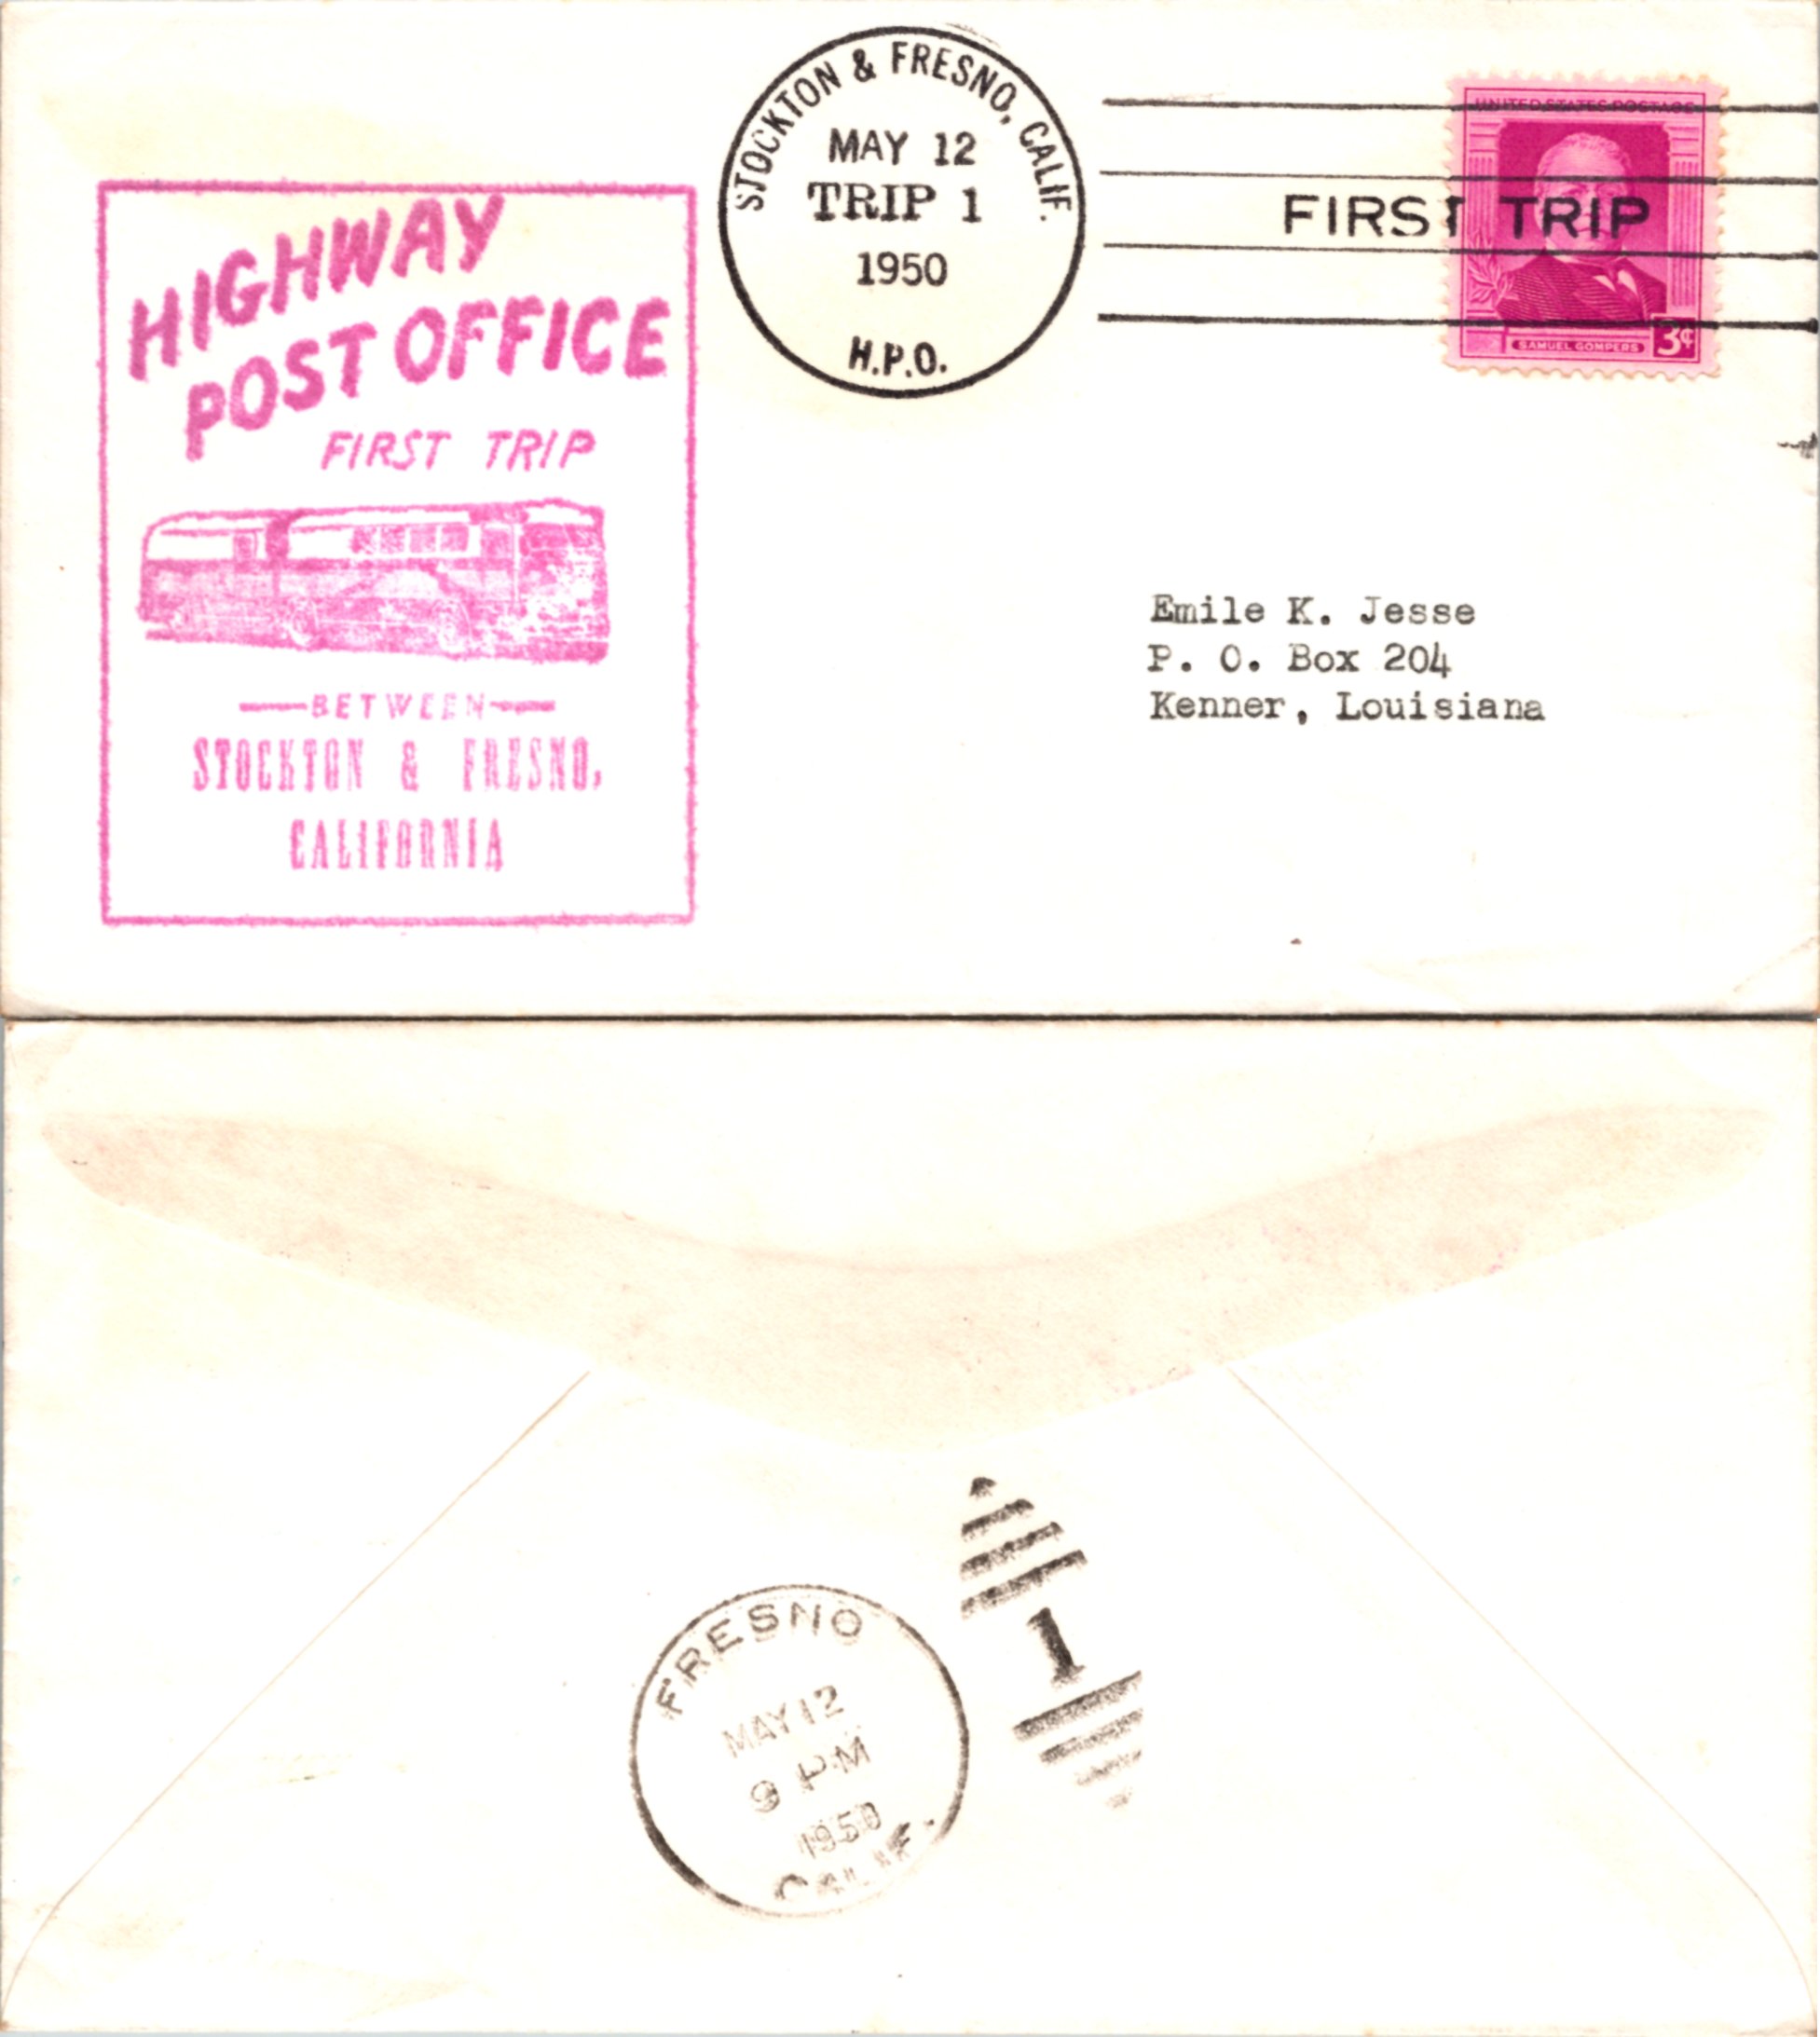 HIGHWAY
POST OFFICE
FIRST TRIP
BETWEEN
STOCKTON & FRESNO,
CALIFORNIA
STOCKTON & FRESNO, CALIF.
MAY 12
TRIP 1
1950
H.P.O.
FIRST TRIP
UNITED STATES POSTAGE
SAMUEL GOMPERS 3¢
Emile K. Jesse
P. O. Box 204
Kenner, Louisiana
FRESNO
MAY 12
9 PM
1950
CALIF.
1